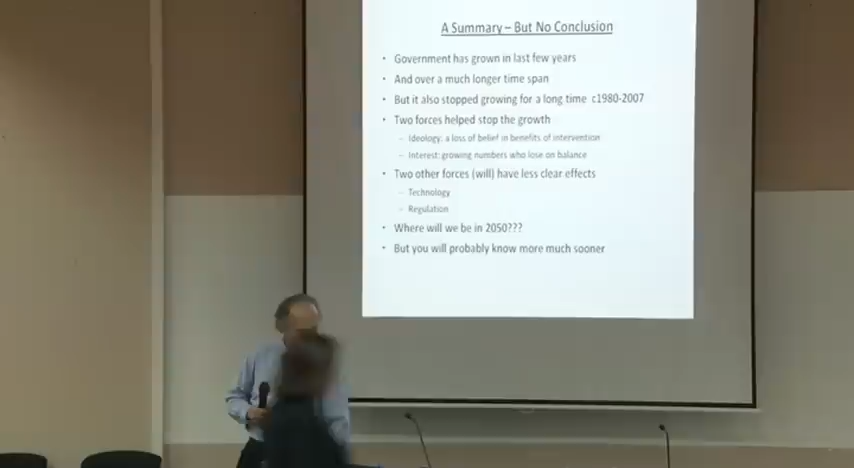 A Summary – But No Conclusion
• Government has grown in last few years
• And over a much longer time span
• But it also stopped growing for a long time c1980-2007
• Two forces helped stop the growth
– Ideology: a loss of belief in benefits of intervention
– Interest: growing numbers who lose on balance
• Two other forces (will) have less clear effects
– Technology
– Regulation
• Where will we be in 2050???
• But you will probably know more much sooner